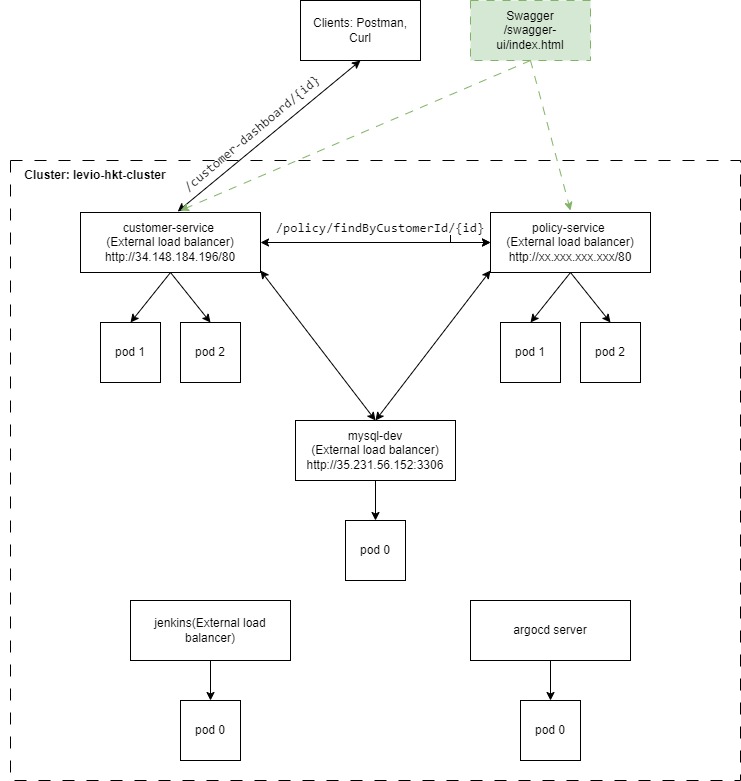 Clients: Postman,
Curl
Swagger
/swagger-
ui/index.html
/customer-dashboard/{id}
Cluster: levio-hkt-cluster
customer-service
(External load balancer)
http://34.148.184.196/80
/policy/findByCustomerId/{id}
policy-service
(External load balancer)
http://xx.xxx.xxx.xxx/80
pod 1
pod 2
pod 1
pod 2
mysql-dev
(External load balancer)
http://35.231.56.152:3306
pod 0
jenkins(External load
balancer)
argocd server
pod 0
pod 0